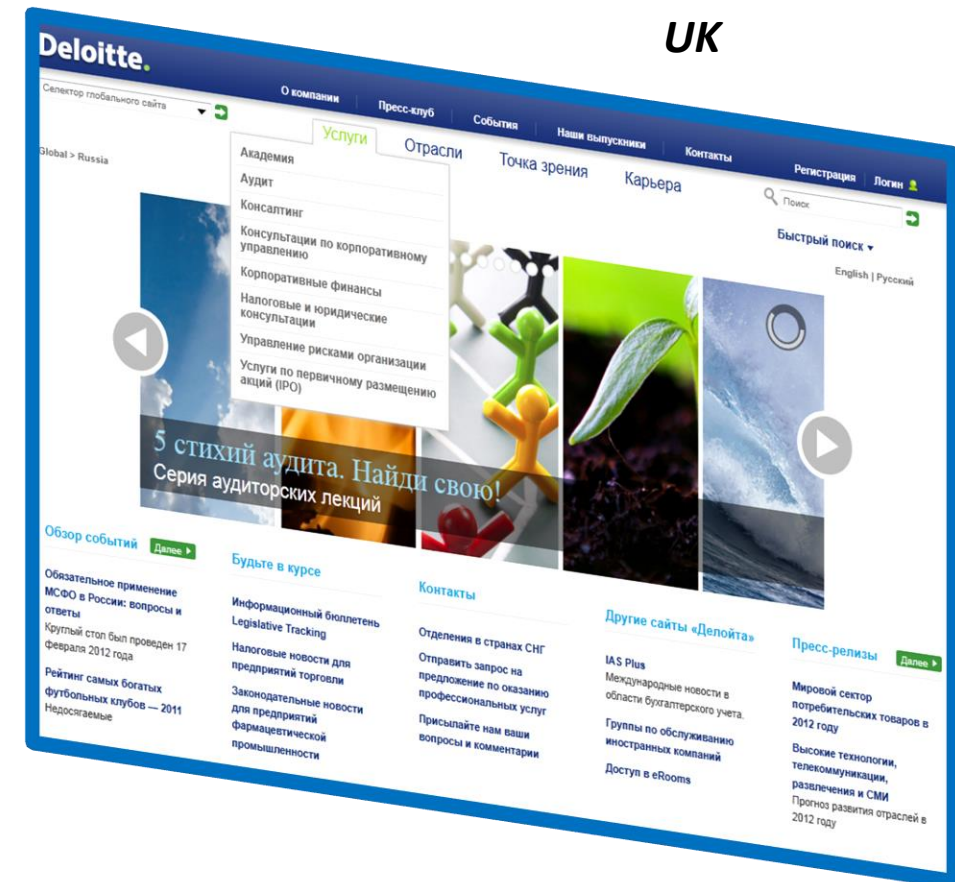 UK
Deloitte.
Селектор глобального сайта
О компании
Пресс-клуб
События
Наши выпускники
Контакты
Регистрация
Логин
Услуги
Отрасли
Точка зрения
Карьера
Поиск
Быстрый поиск
Global > Russia
English | Русский
Академия
Аудит
Консалтинг
Консультации по корпоративному
управлению
Корпоративные финансы
Налоговые и юридические
консультации
Управление рисками организации
Услуги по первичному размещению
акций (IPO)
5 стихий аудита. Найди свою!
Серия аудиторских лекций
Обзор событий
Далее
Обязательное применение
МСФО в России: вопросы и
ответы
Круглый стол был проведен 17
февраля 2012 года
Рейтинг самых богатых
футбольных клубов — 2011
Недосягаемые
Будьте в курсе
Информационный бюллетень
Legislative Tracking
Налоговые новости для
предприятий торговли
Законодательные новости
для предприятий
фармацевтической
промышленности
Контакты
Отделения в странах СНГ
Отправить запрос на
предложение по оказанию
профессиональных услуг
Присылайте нам ваши
вопросы и комментарии
Другие сайты «Делойта»
IAS Plus
Международные новости в
области бухгалтерского учета.
Группы по обслуживанию
иностранных компаний
Доступ в eRooms
Пресс-релизы
Далее
Мировой сектор
потребительских товаров в
2012 году
Высокие технологии,
телекоммуникации,
развлечения и СМИ
Прогноз развития отраслей в
2012 году